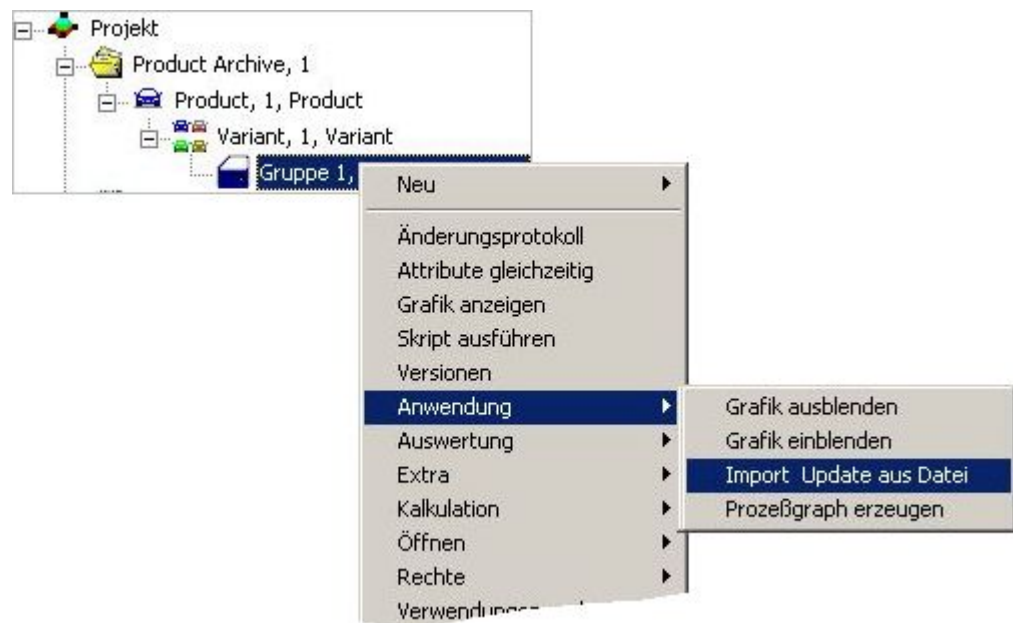 Projekt
Product Archive, 1
Product, 1, Product
Variant, 1, Variant
Gruppe 1,
Neu
Änderungsprotokoll
Attribute gleichzeitig
Grafik anzeigen
Skript ausführen
Versionen
Anwendung
Auswertung
Extra
Kalkulation
Öffnen
Rechte
Grafik ausblenden
Grafik einblenden
Import Update aus Datei
Prozeßgraph erzeugen